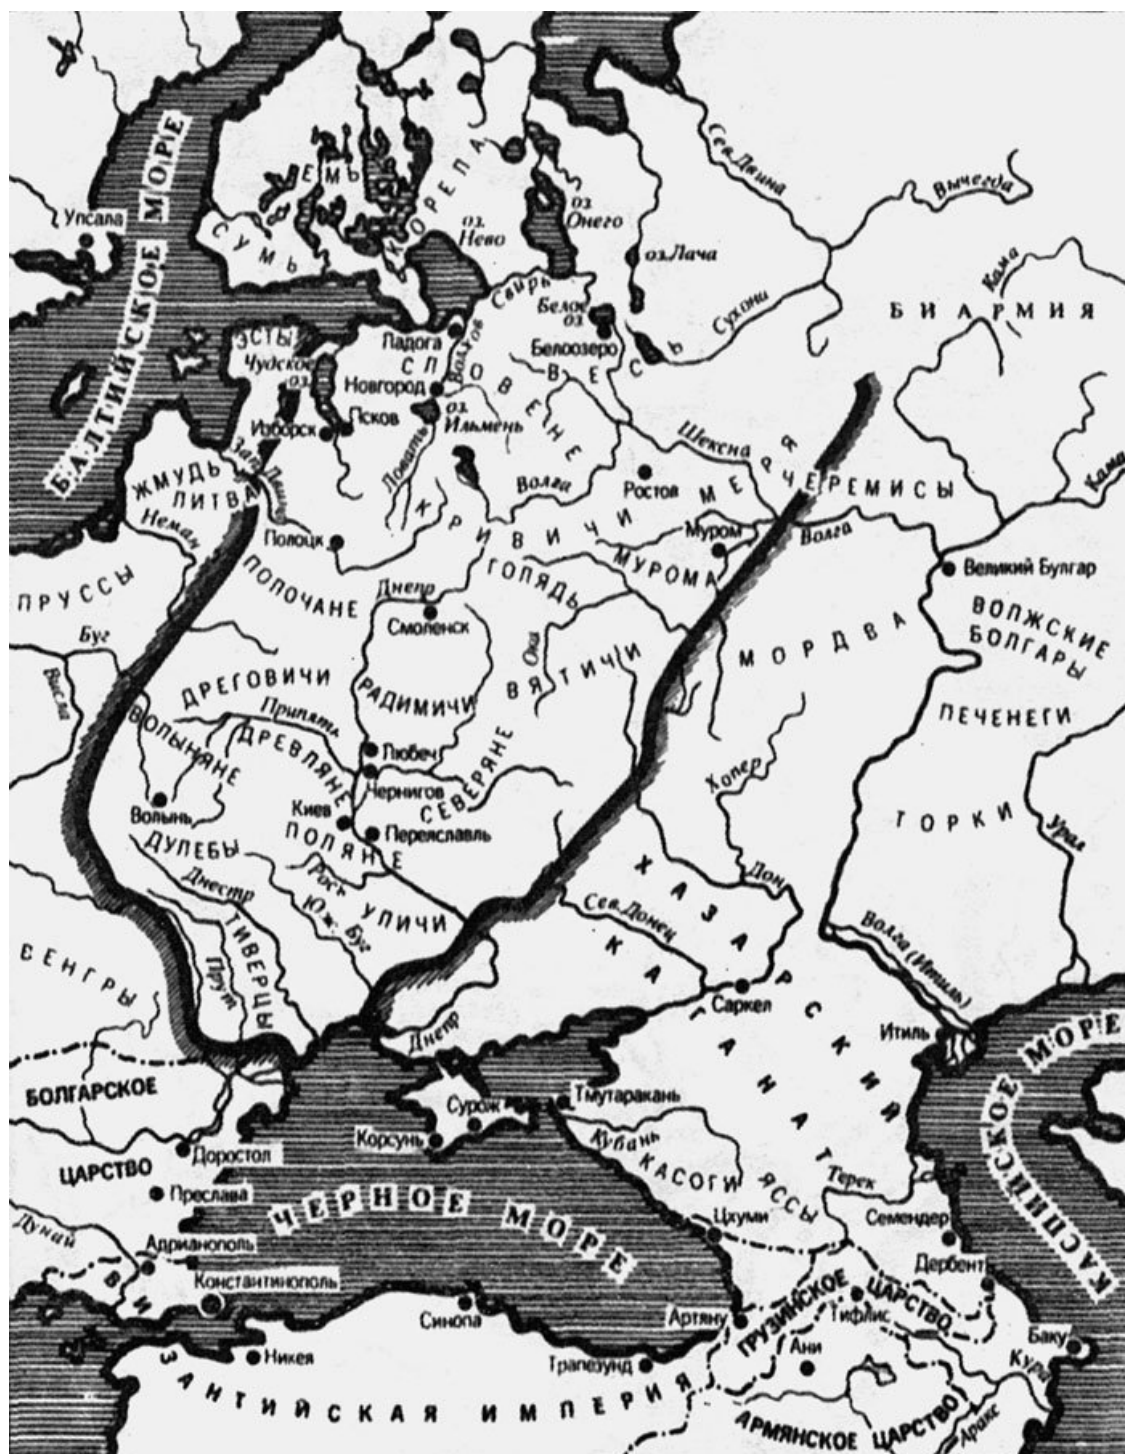 БАЛТИЙСКОЕ МОРЕ
Упсала
ЕМЬ
СУМЬ
КОРЕЛА
оз.
Нево
оз.
Онего
оз. Лача
Сев. Двина
Вычегда
Кама
БИАРМИЯ
Сухони
Свирь
Белое
оз.
Белоозеро
ВЕСЬ
ЭСТЫ
Чудское
оз.
Ладога
Волхов
СЛОВЕНЕ
Новгород
оз.
Ильмень
Изборск
Псков
Ловать
Зап. Двина
ЖМУДЬ
ЛИТВА
Неман
Шексна
Волга
Ростов
МЕРЯ
ЧЕРЕМИСЫ
Кама
КРИВИЧИ
Полоцк
Муром
МУРОМА
Волга
Великий Булгар
ПРУССЫ
ПОЛОЧАНЕ
ГОЛЯДЬ
Днепр
Смоленск
ВОЛЖСКИЕ
БОЛГАРЫ
Буг
Висла
Ока
МОРДВА
ДРЕГОВИЧИ
РАДИМИЧИ
ВЯТИЧИ
Припять
ПЕЧЕНЕГИ
ВОЛЫНЯНЕ
ДРЕВЛЯНЕ
Любеч
Чернигов
СЕВЕРЯНЕ
Хопер
Волынь
Киев
Переяславль
ПОЛЯНЕ
ТОРКИ
Урал
ДУЛЕБЫ
Днестр
Рось
Юж. Буг
УЛИЧИ
ТИВЕРЦЫ
Прут
Дон
ХАЗАРСКИЙ
КАГАНАТ
Сев. Донец
Волга (Итиль)
ВЕНГРЫ
Саркел
Днепр
Итиль
БОЛГАРСКОЕ
ЦАРСТВО
Сурож
Тмутаракань
Корсунь
Кубань
КАСОГИ
ЯССЫ
Терек
КАСПИЙСКОЕ МОРЕ
Доростол
Преслава
ЧЕРНОЕ МОРЕ
Цхуми
Семендер
Дунай
Адрианополь
Константинополь
Дербент
Синопа
Артяну
ГРУЗИНСКОЕ ЦАРСТВО
Тифлис
Баку
Никея
Трапезунд
Ани
Кура
ВИЗАНТИЙСКАЯ ИМПЕРИЯ
АРМЯНСКОЕ ЦАРСТВО
Аракс